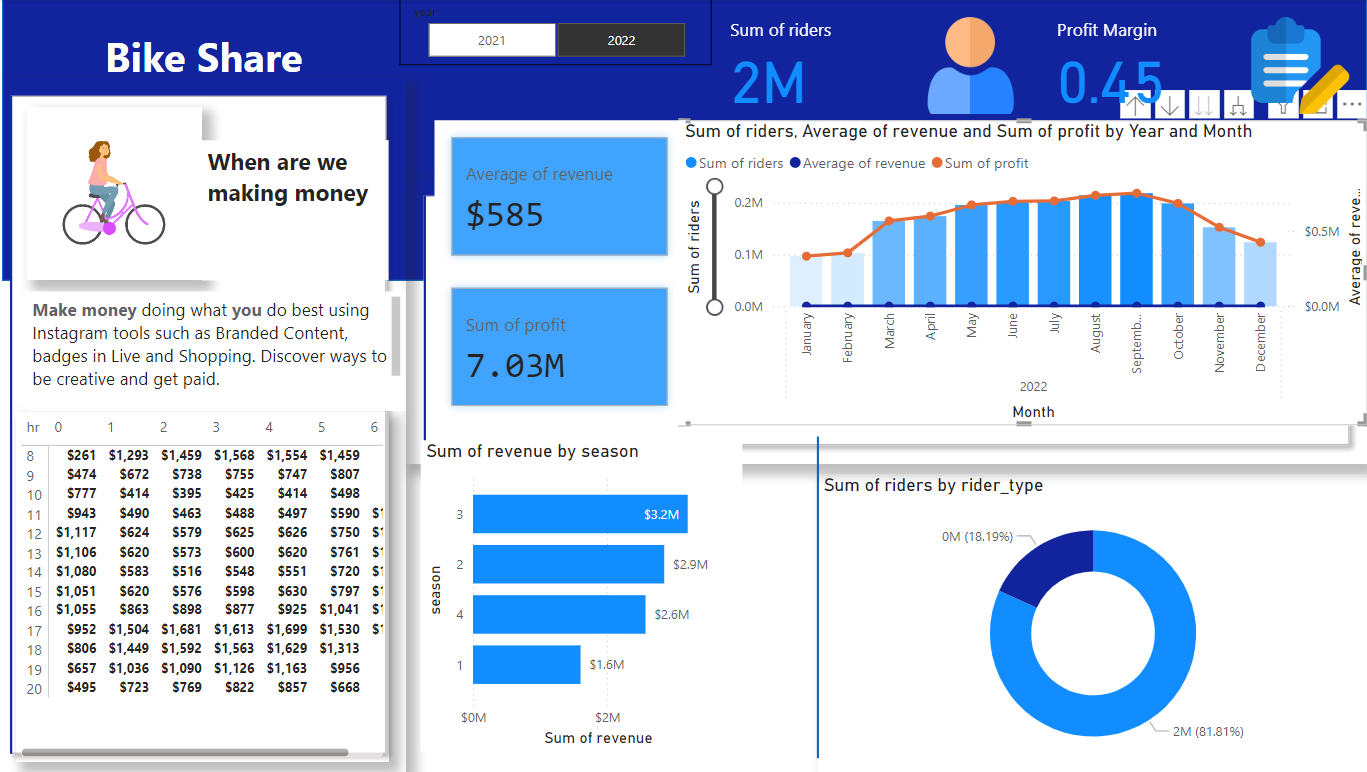 Bike Share
year
2021 2022
Sum of riders
2M
Profit Margin
0.45
When are we
making money
Make money doing what you do best using
Instagram tools such as Branded Content,
badges in Live and Shopping. Discover ways to
be creative and get paid.
hr 0 1 2 3 4 5 6
8 $261 $1,293 $1,459 $1,568 $1,554 $1,459
9 $474 $672 $738 $755 $747 $807
10 $777 $414 $395 $425 $414 $498
11 $943 $490 $463 $488 $497 $590
12 $1,117 $624 $579 $625 $626 $750
13 $1,106 $620 $573 $600 $620 $761
14 $1,080 $583 $516 $548 $551 $720
15 $1,051 $620 $576 $598 $630 $797
16 $1,055 $863 $898 $877 $925 $1,041
17 $952 $1,504 $1,681 $1,613 $1,699 $1,530
18 $806 $1,449 $1,592 $1,563 $1,629 $1,313
19 $657 $1,036 $1,090 $1,126 $1,163 $956
20 $495 $723 $769 $822 $857 $668
Average of revenue
$585
Sum of profit
7.03M
Sum of riders, Average of revenue and Sum of profit by Year and Month
Sum of riders Average of revenue Sum of profit
Sum of riders
0.2M
0.1M
0.0M
$0.5M
$0.0M
Average of reve...
January February March April May June July August Septemb... October November December
2022
Month
Sum of revenue by season
season
3 $3.2M
2 $2.9M
4 $2.6M
1 $1.6M
$0M $2M
Sum of revenue
Sum of riders by rider_type
0M (18.19%)
2M (81.81%)